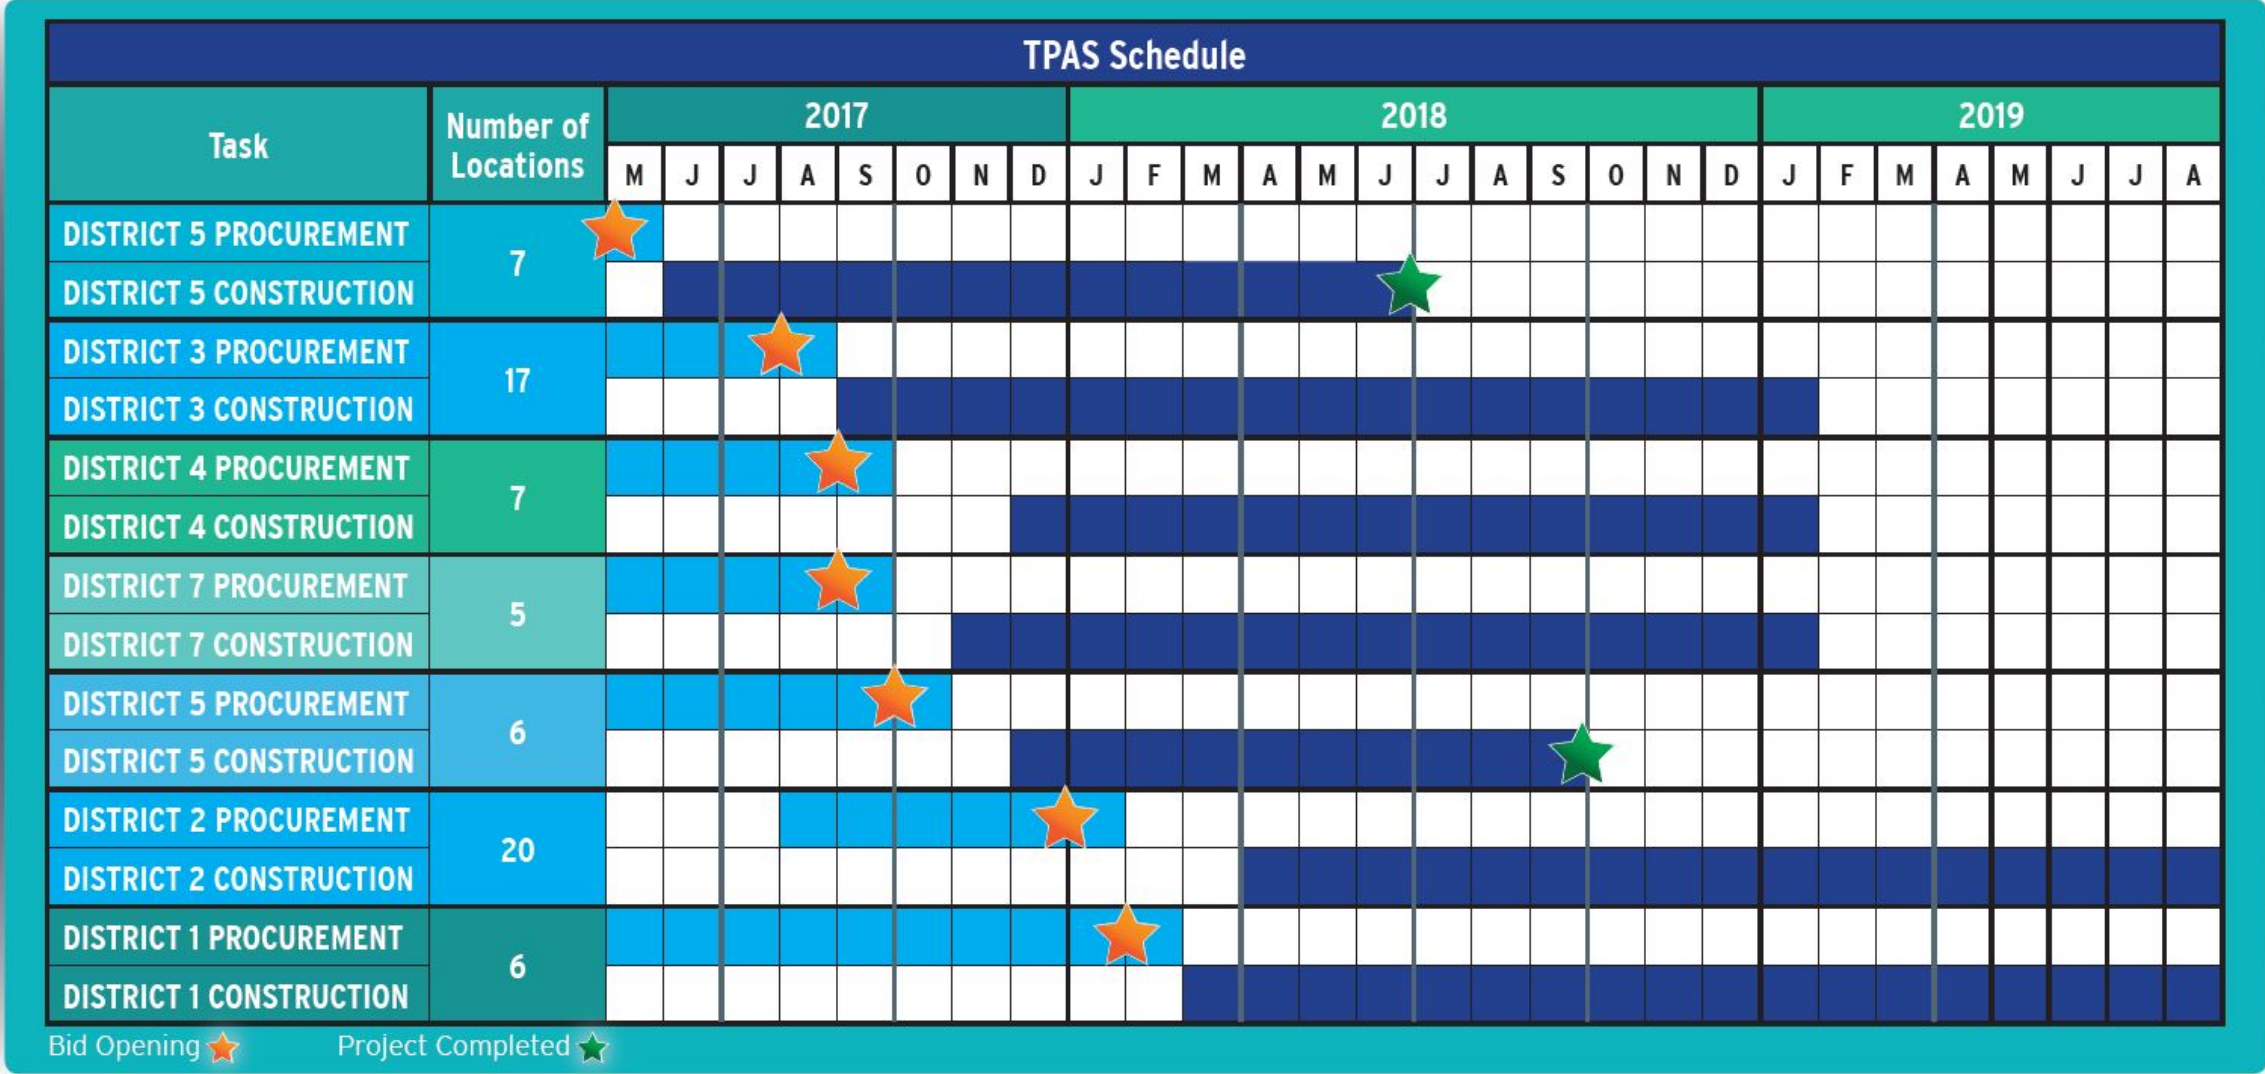 TPAS Schedule
Task
Number of
Locations
2017
2018
2019
M J J A S O N D J F M A M J J A S O N D J F M A M J J A
DISTRICT 5 PROCUREMENT
7
DISTRICT 5 CONSTRUCTION
DISTRICT 3 PROCUREMENT
17
DISTRICT 3 CONSTRUCTION
DISTRICT 4 PROCUREMENT
7
DISTRICT 4 CONSTRUCTION
DISTRICT 7 PROCUREMENT
5
DISTRICT 7 CONSTRUCTION
DISTRICT 5 PROCUREMENT
6
DISTRICT 5 CONSTRUCTION
DISTRICT 2 PROCUREMENT
20
DISTRICT 2 CONSTRUCTION
DISTRICT 1 PROCUREMENT
6
DISTRICT 1 CONSTRUCTION
Bid Opening
Project Completed